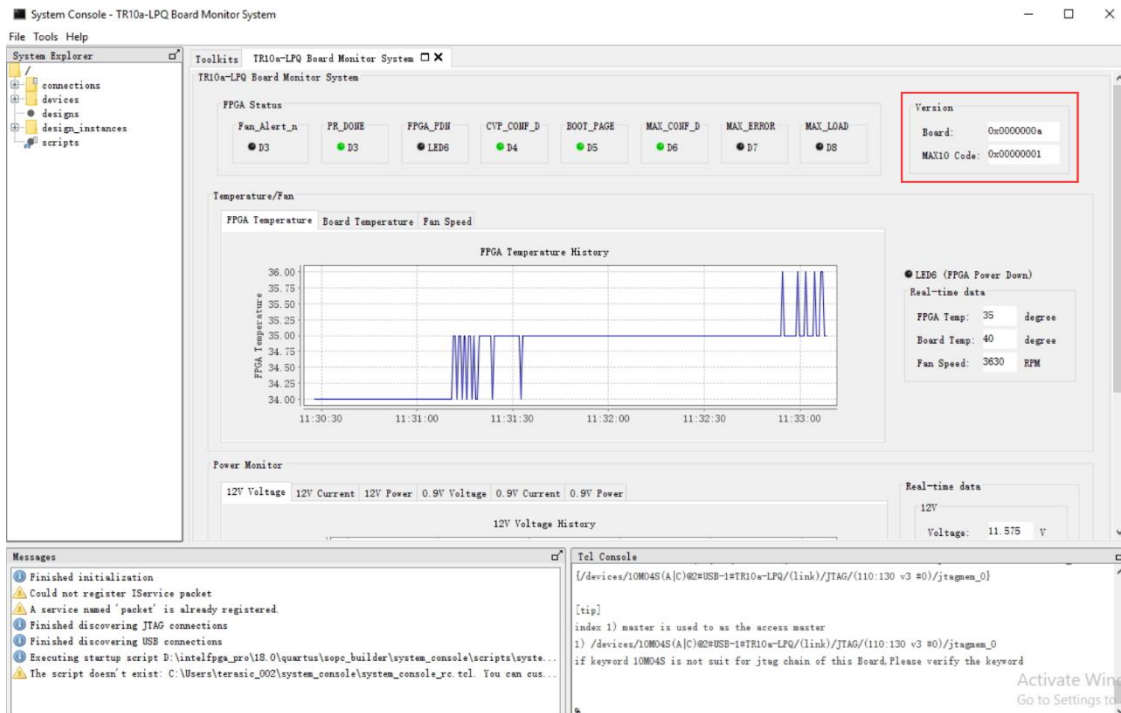 System Console - TR10a-LPQ Board Monitor System
File Tools Help
System Explorer
/
connections
devices
designs
design_instances
scripts
Toolkits TR10a-LPQ Board Monitor System
TR10a-LPQ Board Monitor System
FPGA Status
Fan_Alert_n PR_DONE FPGA_PDN CVP_CONF_D BOOT_PAGE MAX_CONF_D MAX_ERROR MAX_LOAD
D3 D3 LED6 D4 D5 D6 D7 D8
Version
Board: 0x0000000a
MAX10 Code: 0x00000001
Temperature/Fan
FPGA Temperature Board Temperature Fan Speed
FPGA Temperature History
FPGA Temperature
36.00
35.75
35.50
35.25
35.00
34.75
34.50
34.25
34.00
11:30:30 11:31:00 11:31:30 11:32:00 11:32:30 11:33:00
LED6 (FPGA Power Down)
Real-time data
FPGA Temp: 35 degree
Board Temp: 40 degree
Fan Speed: 3630 RPM
Power Monitor
12V Voltage 12V Current 12V Power 0.9V Voltage 0.9V Current 0.9V Power
12V Voltage History
Real-time data
12V
Voltage: 11.575 V
Messages
Finished initialization
Could not register IService packet
A service named 'packet' is already registered.
Finished discovering JTAG connections
Finished discovering USB connections
Executing startup script D:\intelfpga_pro\18.0\quartus\sopc_builder\system_console\scripts\syste...
The script doesn't exist: C:\Users\terasic_002\system_console\system_console_rc.tcl. You can cus...
Tcl Console
{/devices/10M04S(A|C)@2#USB-1#TR10a-LPQ/(link)/JTAG/(110:130 v3 #0)/jtagmem_0}
[tip]
index 1) master is used to as the access master
1) /devices/10M04S(A|C)@2#USB-1#TR10a-LPQ/(link)/JTAG/(110:130 v3 #0)/jtagmem_0
if keyword 10M04S is not suit for jtag chain of this Board,Please verify the keyword
%
Activate Win
Go to Settings to